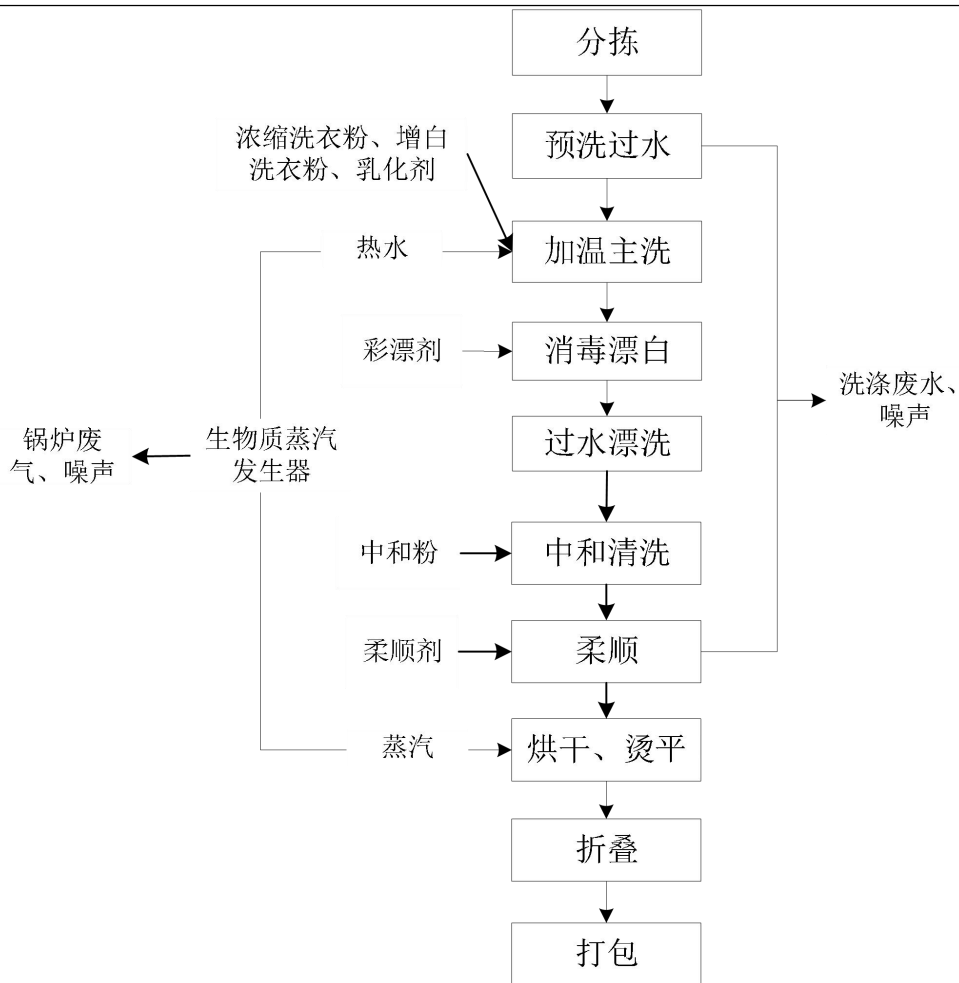 分拣
预洗过水
浓缩洗衣粉、增白
洗衣粉、乳化剂
热水
加温主洗
彩漂剂
消毒漂白
洗涤废水、
噪声
过水漂洗
锅炉废
气、噪声
生物质蒸汽
发生器
中和粉
中和清洗
柔顺剂
柔顺
蒸汽
烘干、烫平
折叠
打包